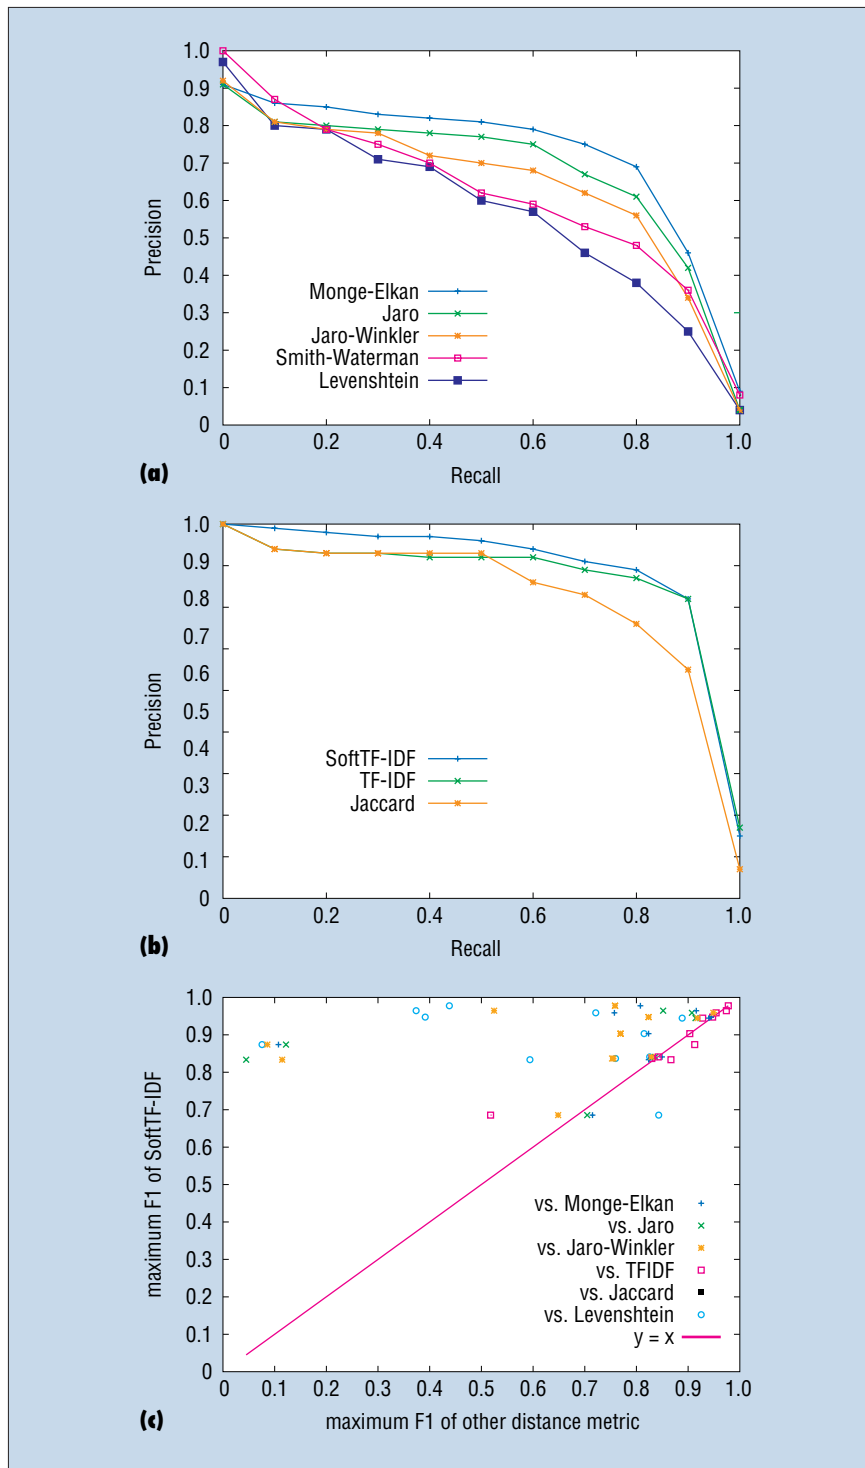 1.0
0.9
0.8
0.7
0.6
0.5
0.4
0.3
0.2
0.1
0
Precision
Monge-Elkan
Jaro
Jaro-Winkler
Smith-Waterman
Levenshtein
0 0.2 0.4 0.6 0.8 1.0
Recall
(a)
1.0
0.9
0.8
0.7
0.6
0.5
0.4
0.3
0.2
0.1
0
Precision
SoftTF-IDF
TF-IDF
Jaccard
0 0.2 0.4 0.6 0.8 1.0
Recall
(b)
1.0
0.9
0.8
0.7
0.6
0.5
0.4
0.3
0.2
0.1
0
maximum F1 of SoftTF-IDF
vs. Monge-Elkan
vs. Jaro
vs. Jaro-Winkler
vs. TFIDF
vs. Jaccard
vs. Levenshtein
y = x
0 0.1 0.2 0.3 0.4 0.5 0.6 0.7 0.8 0.9 1.0
maximum F1 of other distance metric
(c)